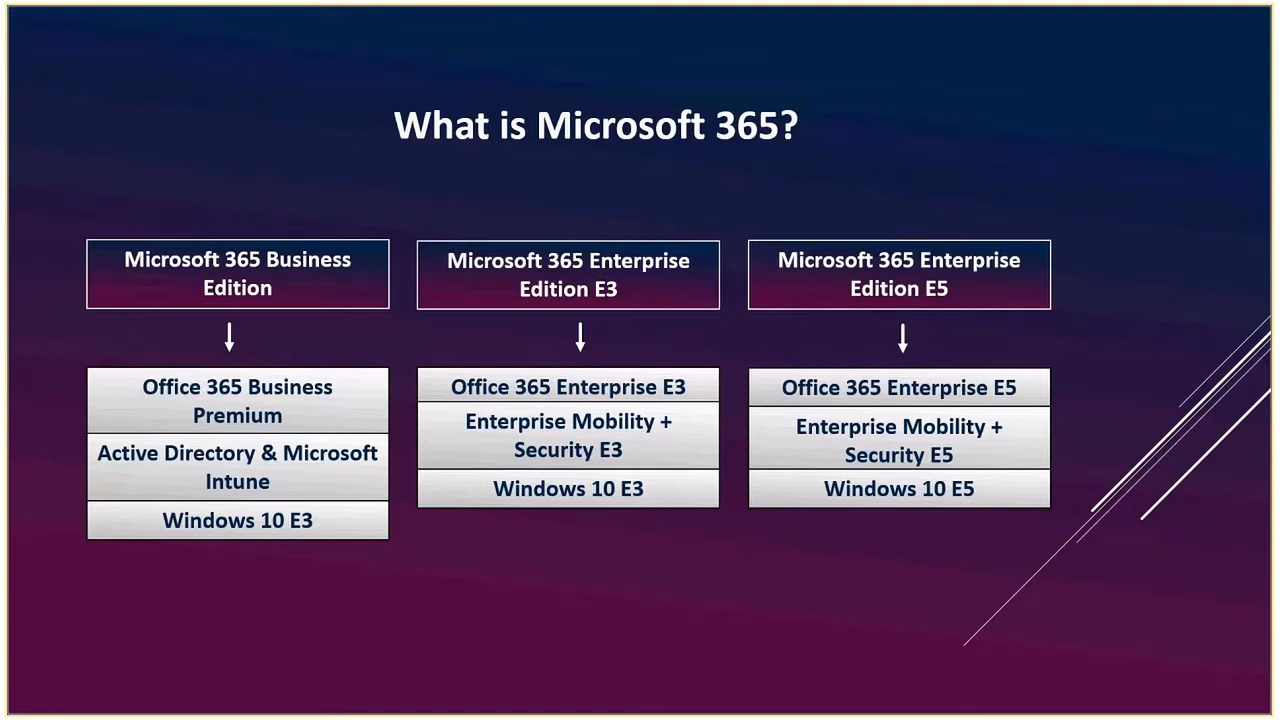 What is Microsoft 365?
Microsoft 365 Business
Edition
Office 365 Business
Premium
Active Directory & Microsoft
Intune
Windows 10 E3
Microsoft 365 Enterprise
Edition E3
Office 365 Enterprise E3
Enterprise Mobility +
Security E3
Windows 10 E3
Microsoft 365 Enterprise
Edition E5
Office 365 Enterprise E5
Enterprise Mobility +
Security E5
Windows 10 E5